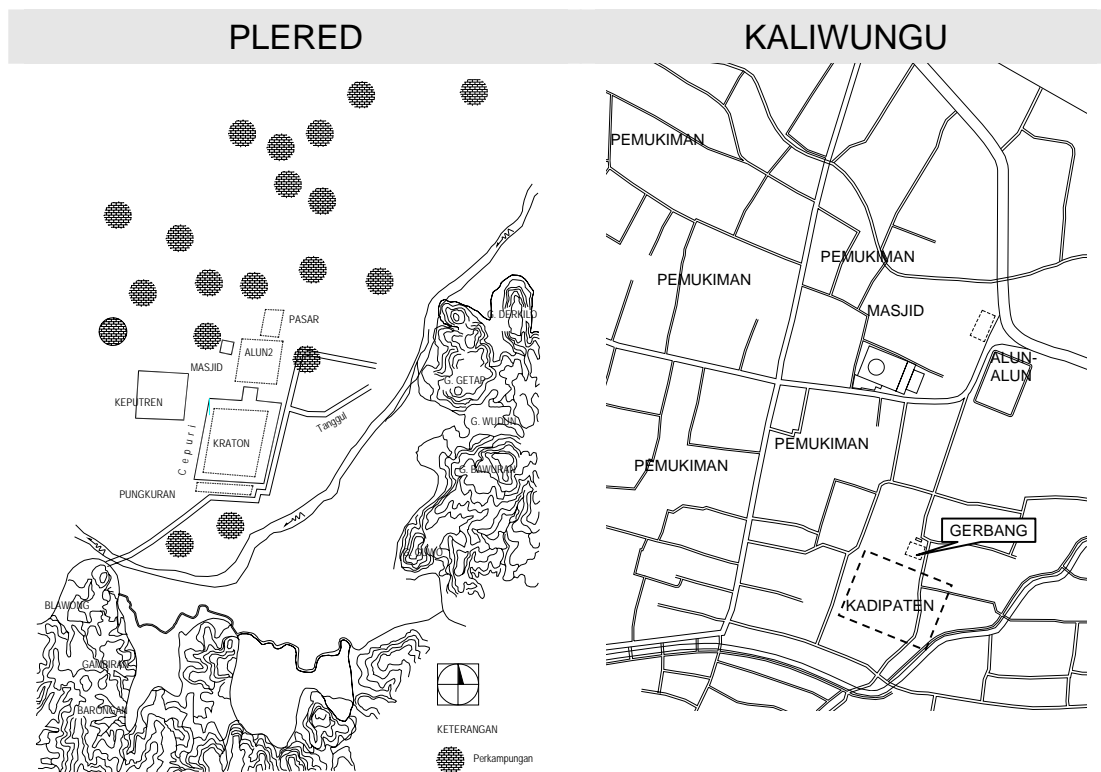 PLERED
KALIWUNGU
PASAR
ALUN2
MASJID
KEPUTREN
Cepuri
KRATON
Tanggul
PUNGKURAN
G. DERKILO
G. GETAP
G. WUDUN
G. BAWURAN
BLAWONG
GAMBIRAN
BARONGAN
KETERANGAN
Perkampungan
PEMUKIMAN
PEMUKIMAN
PEMUKIMAN
MASJID
ALUN-
ALUN
PEMUKIMAN
PEMUKIMAN
GERBANG
KADIPATEN